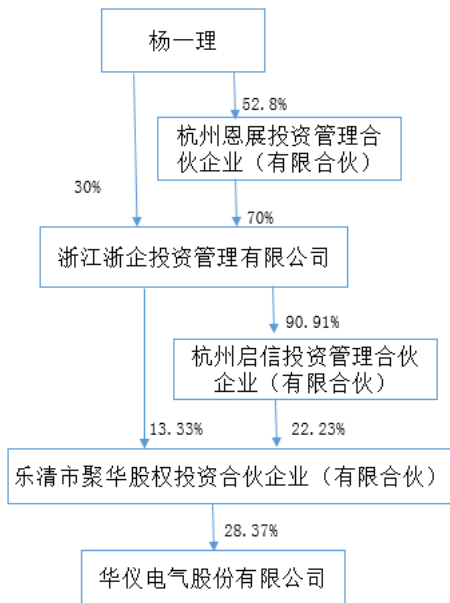 杨一理
52.8%
杭州恩展投资管理合
伙企业（有限合伙）
30%
70%
浙江浙企投资管理有限公司
90.91%
杭州启信投资管理合伙
企业（有限合伙）
13.33%
22.23%
乐清市聚华股权投资合伙企业（有限合伙）
28.37%
华仪电气股份有限公司